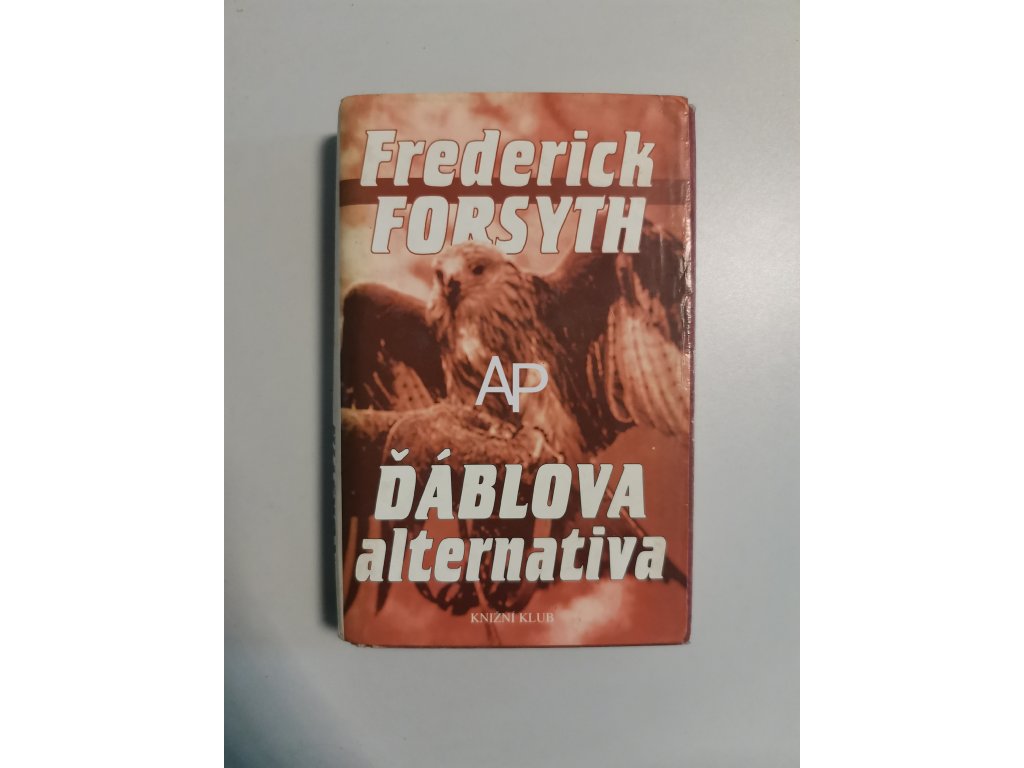 Frederick
FORSYTH
AP
ĎÁBLOVA
alternativa
KNIŽNÍ KLUB